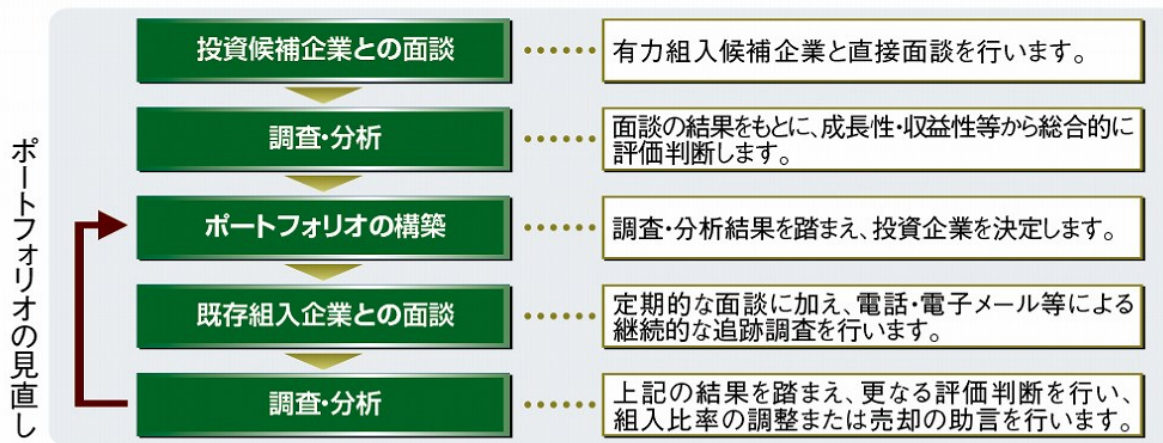 投資候補企業との面談
有力組入候補企業と直接面談を行います。
調査・分析
面談の結果をもとに、成長性・収益性等から総合的に
評価判断します。
ポートフォリオの構築
調査・分析結果を踏まえ、投資企業を決定します。
既存組入企業との面談
定期的な面談に加え、電話・電子メール等による
継続的な追跡調査を行います。
調査・分析
上記の結果を踏まえ、更なる評価判断を行い、
組入比率の調整または売却の助言を行います。
ポートフォリオの見直し